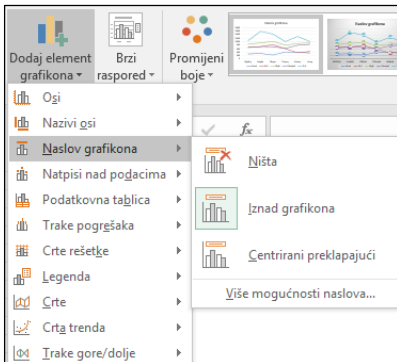 Dodaj element
grafikona
Brzi
raspored
Promijeni
boje
Osi
Nazivi osi
Naslov grafikona
Natpisi nad podacima
Podatkovna tablica
Trake pogrešaka
Crte rešetke
Legenda
Crte
Crta trenda
Trake gore/dolje
fx
Ništa
Iznad grafikona
Centrirani preklapajući
Više mogućnosti naslova...